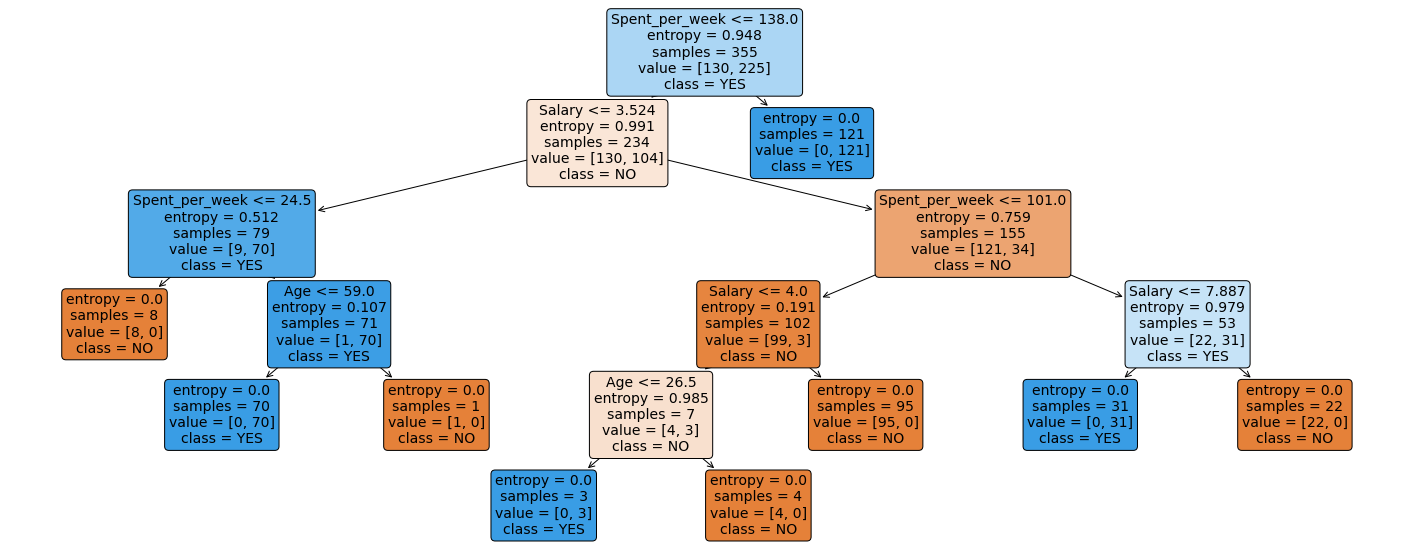 Spent_per_week <= 138.0
entropy = 0.948
samples = 355
value = [130, 225]
class = YES
Salary <= 3.524
entropy = 0.991
samples = 234
value = [130, 104]
class = NO
entropy = 0.0
samples = 121
value = [0, 121]
class = YES
Spent_per_week <= 24.5
entropy = 0.512
samples = 79
value = [9, 70]
class = YES
Spent_per_week <= 101.0
entropy = 0.759
samples = 155
value = [121, 34]
class = NO
entropy = 0.0
samples = 8
value = [8, 0]
class = NO
Age <= 59.0
entropy = 0.107
samples = 71
value = [1, 70]
class = YES
Salary <= 4.0
entropy = 0.191
samples = 102
value = [99, 3]
class = NO
Salary <= 7.887
entropy = 0.979
samples = 53
value = [22, 31]
class = YES
entropy = 0.0
samples = 70
value = [0, 70]
class = YES
entropy = 0.0
samples = 1
value = [1, 0]
class = NO
Age <= 26.5
entropy = 0.985
samples = 7
value = [4, 3]
class = NO
entropy = 0.0
samples = 95
value = [95, 0]
class = NO
entropy = 0.0
samples = 31
value = [0, 31]
class = YES
entropy = 0.0
samples = 22
value = [22, 0]
class = NO
entropy = 0.0
samples = 3
value = [0, 3]
class = YES
entropy = 0.0
samples = 4
value = [4, 0]
class = NO